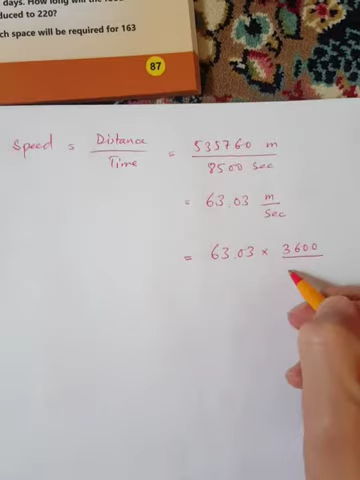 days. How long will the
duced to 220?
ch space will be required for 163
87
Speed = Distance / Time = 535760 m / 8500 Sec
= 63.03 m / Sec
= 63.03 × 3600